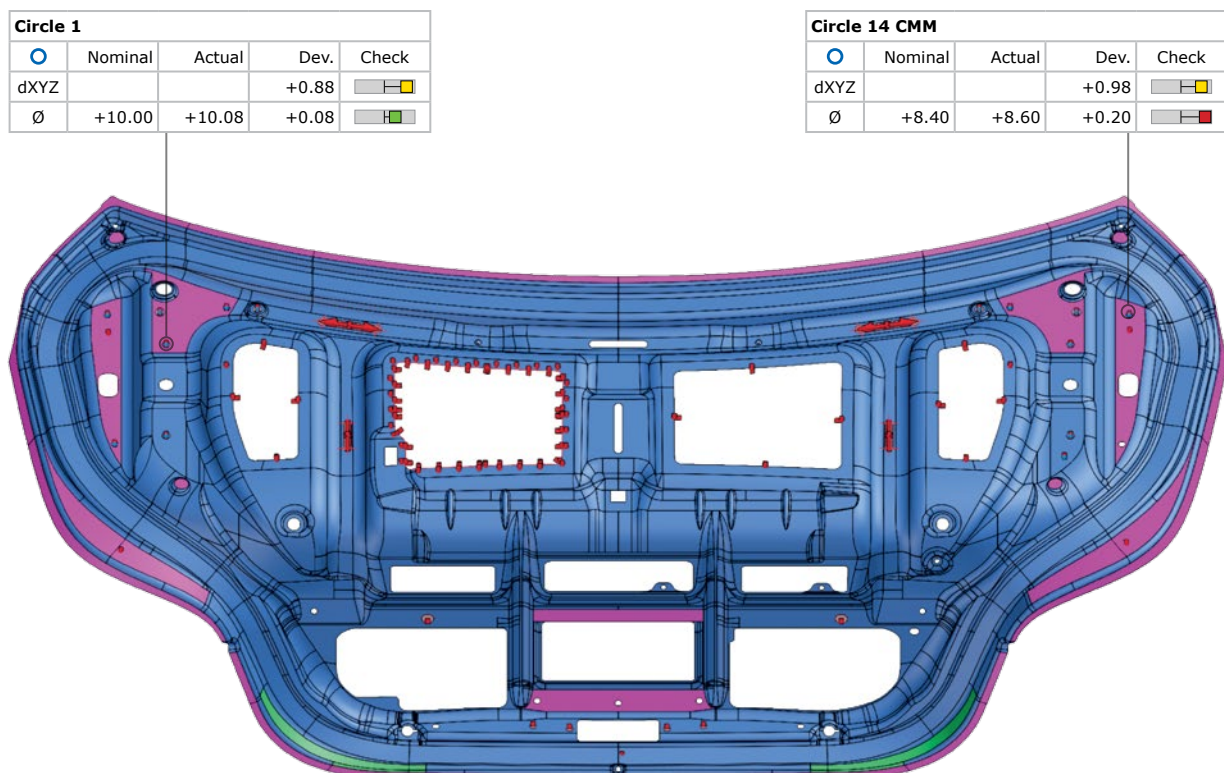 Circle 1
Nominal Actual Dev. Check
dXYZ +0.88
Ø +10.00 +10.08 +0.08
Circle 14 CMM
Nominal Actual Dev. Check
dXYZ +0.98
Ø +8.40 +8.60 +0.20